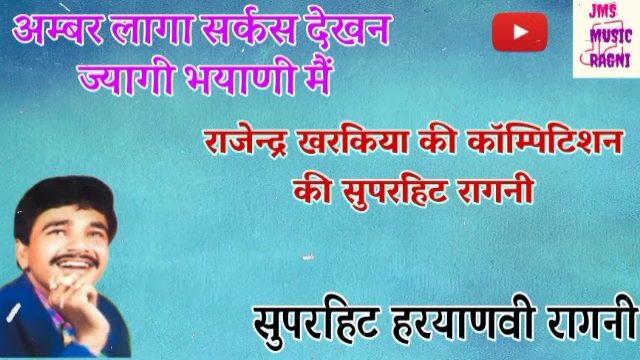 अम्बर लागा सर्कस देखन
ज्यागी भयाणी मैं
JMS
MUSIC
RAGNI
राजेन्द्र खरकिया की कॉम्पिटिशन
की सुपरहिट रागनी
सुपरहिट हरयाणवी रागनी